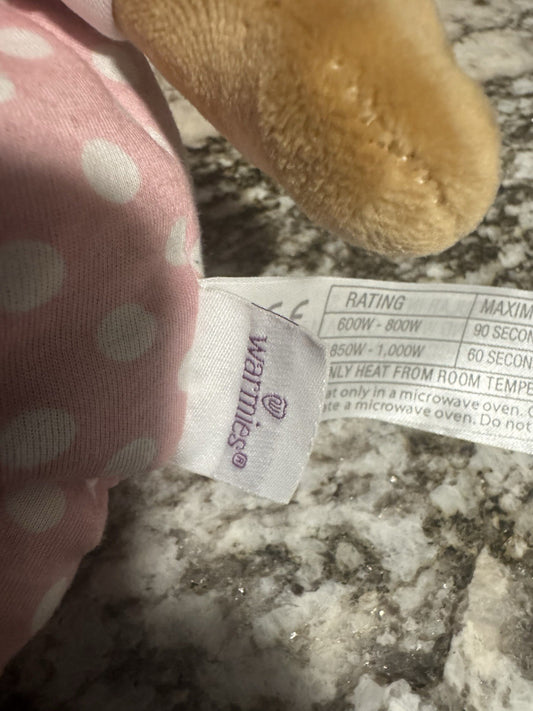 warmies®
CE
RATING MAXIM
600W - 800W 90 SECON
850W - 1,000W 60 SECON
NLY HEAT FROM ROOM TEMPE
at only in a microwave oven.
te a microwave oven. Do not